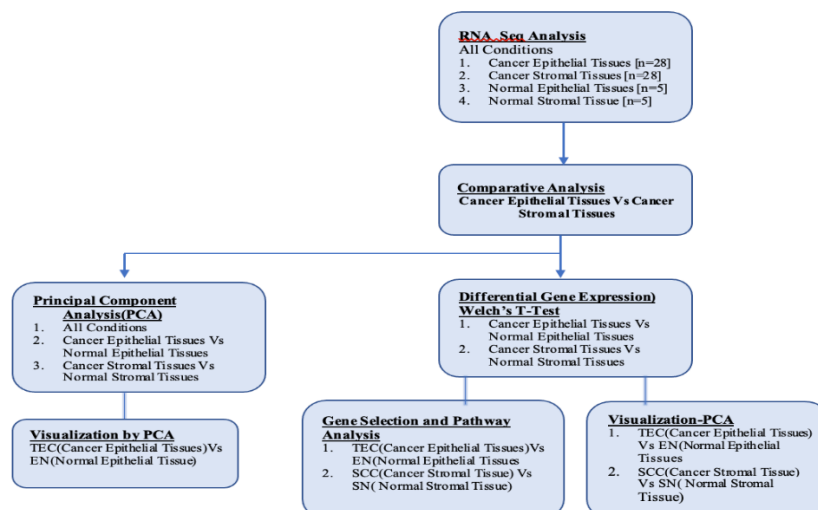 RNA Seq Analysis
All Conditions
1. Cancer Epithelial Tissues [n=28]
2. Cancer Stromal Tissues [n=28]
3. Normal Epithelial Tissues [n=5]
4. Normal Stromal Tissue [n=5]
Comparative Analysis
Cancer Epithelial Tissues Vs Cancer
Stromal Tissues
Principal Component
Analysis(PCA)
1. All Conditions
2. Cancer Epithelial Tissues Vs
Normal Epithelial Tissues
3. Cancer Stromal Tissues Vs
Normal Stromal Tissues
Differential Gene Expression)
Welch's T-Test
1. Cancer Epithelial Tissues Vs
Normal Epithelial Tissues
2. Cancer Stromal Tissues Vs
Normal Stromal Tissues
Visualization by PCA
TEC(Cancer Epithelial Tissues)Vs
EN(Normal Epithelial Tissue)
Gene Selection and Pathway
Analysis
1. TEC(Cancer Epithelial Tissues)Vs
EN(Normal Epithelial Tissues
2. SCC(Cancer Stromal Tissue) Vs
SN( Normal Stromal Tissue)
Visualization-PCA
1. TEC(Cancer Epithelial Tissues)
Vs EN(Normal Epithelial
Tissues
2. SCC(Cancer Stromal Tissue)
Vs SN( Normal Stromal
Tissue)